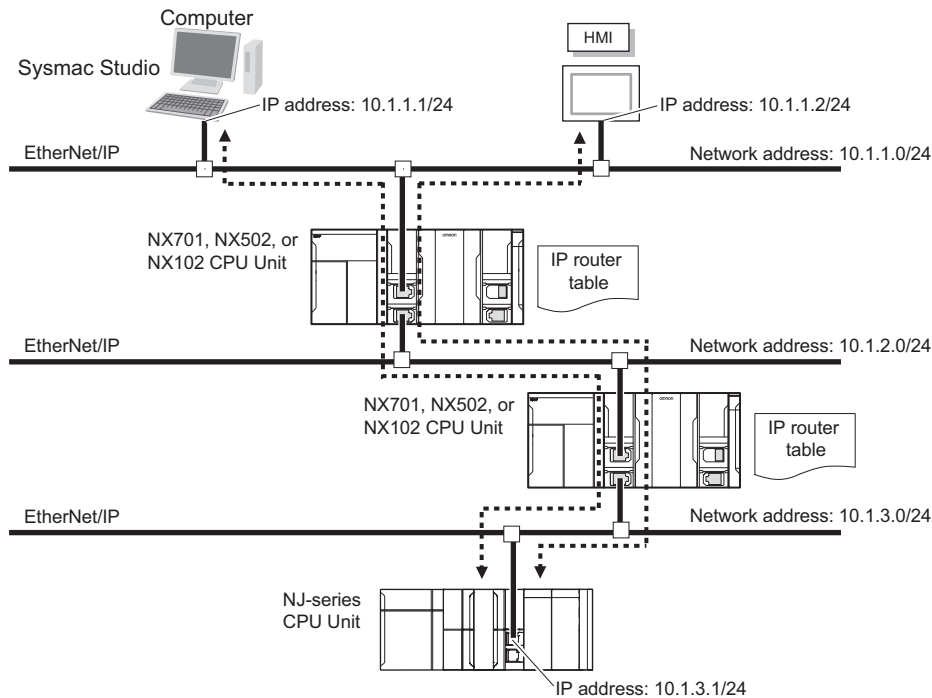 Computer
HMI
Sysmac Studio
IP address: 10.1.1.1/24
IP address: 10.1.1.2/24
EtherNet/IP
Network address: 10.1.1.0/24
NX701, NX502, or
NX102 CPU Unit
omron
IP router
table
EtherNet/IP
Network address: 10.1.2.0/24
NX701, NX502, or
NX102 CPU Unit
omron
IP router
table
EtherNet/IP
Network address: 10.1.3.0/24
NJ-series
CPU Unit
IP address: 10.1.3.1/24